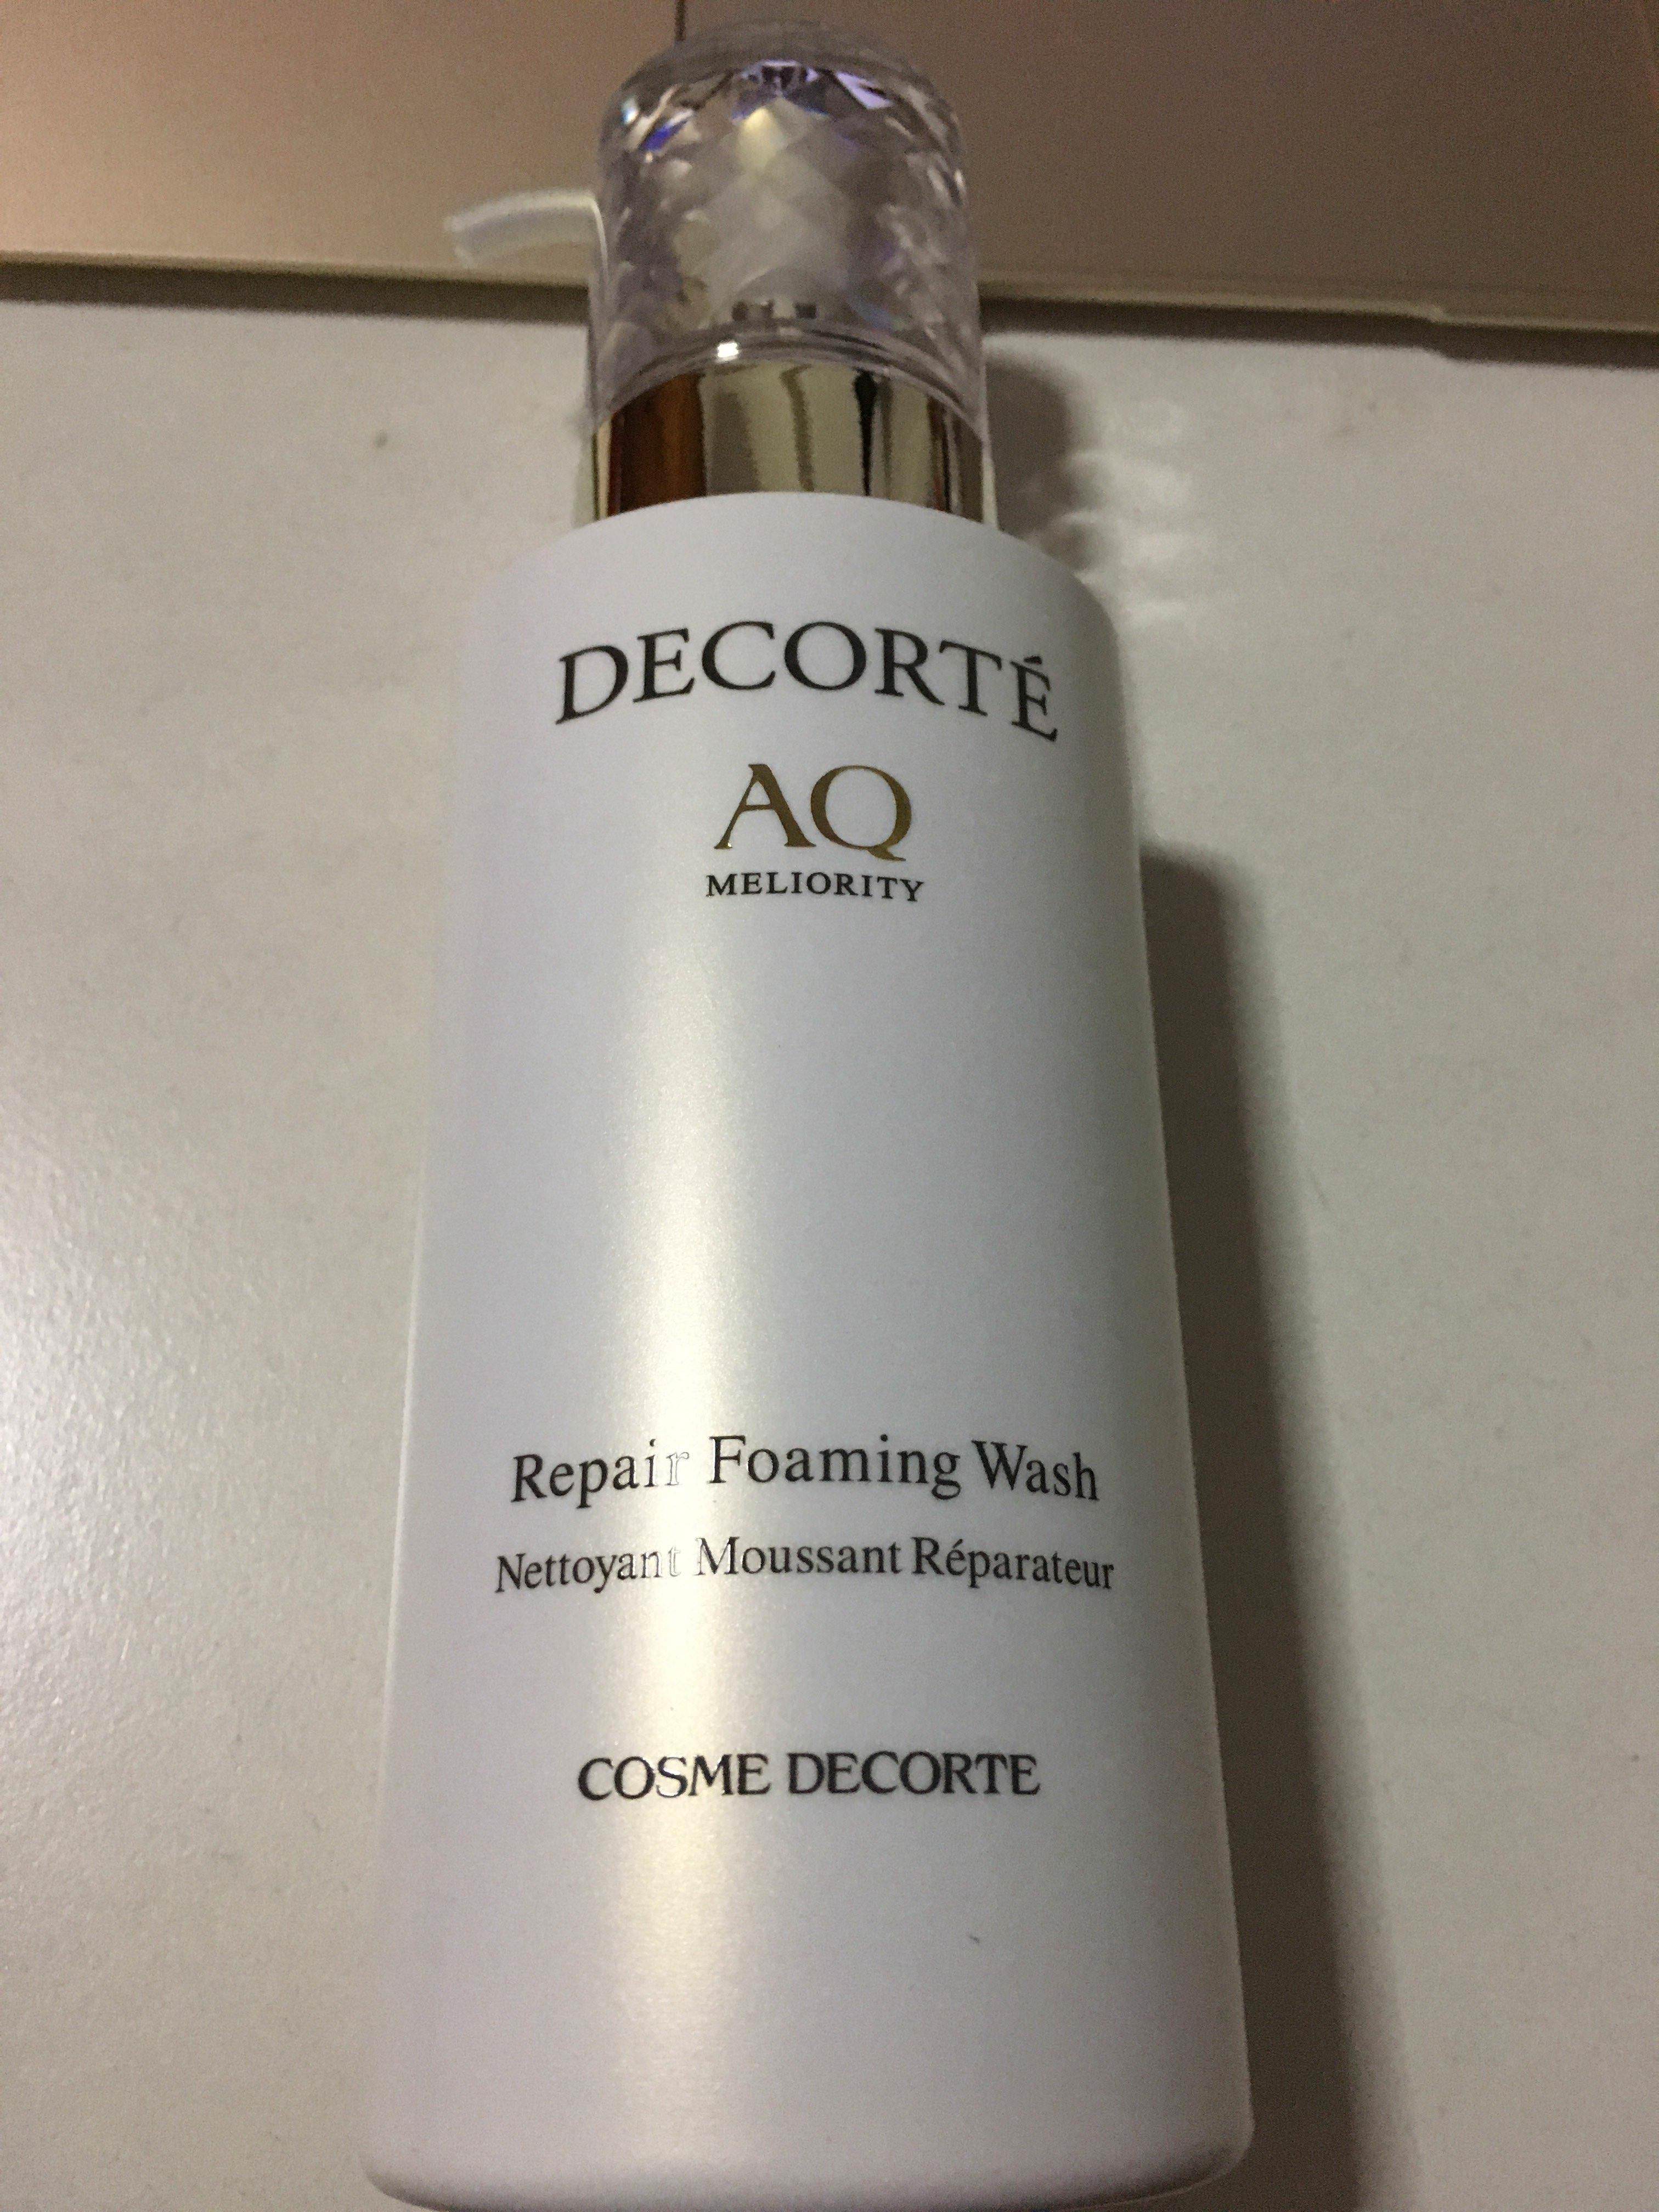 DECORTÉ
AQ
MELIORITY
Repair Foaming Wash
Nettoyant Moussant Réparateur
COSME DECORTE